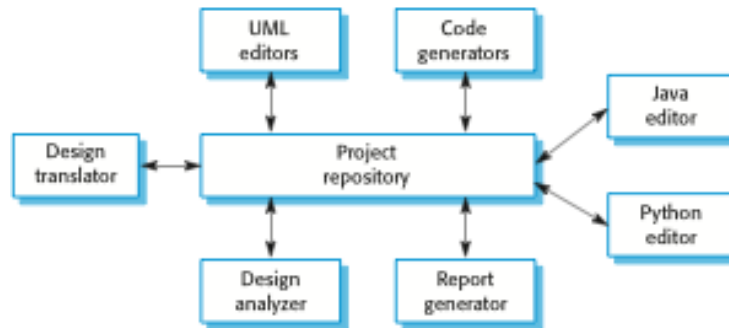 UML
editors
Code
generators
Java
editor
Design
translator
Project
repository
Python
editor
Design
analyzer
Report
generator